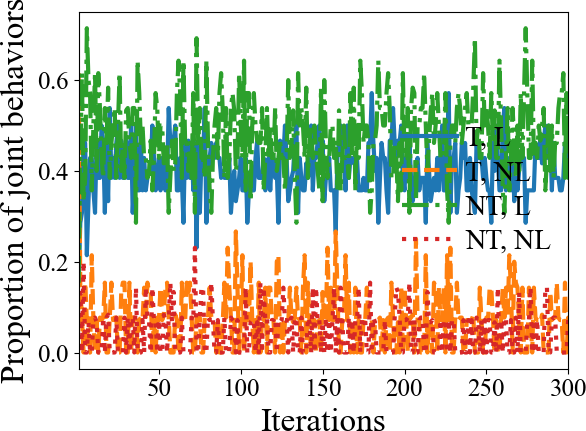 Proportion of joint behaviors
0.6
0.4
0.2
0.0
T, L
T, NL
NT, L
NT, NL
50 100 150 200 250 300
Iterations